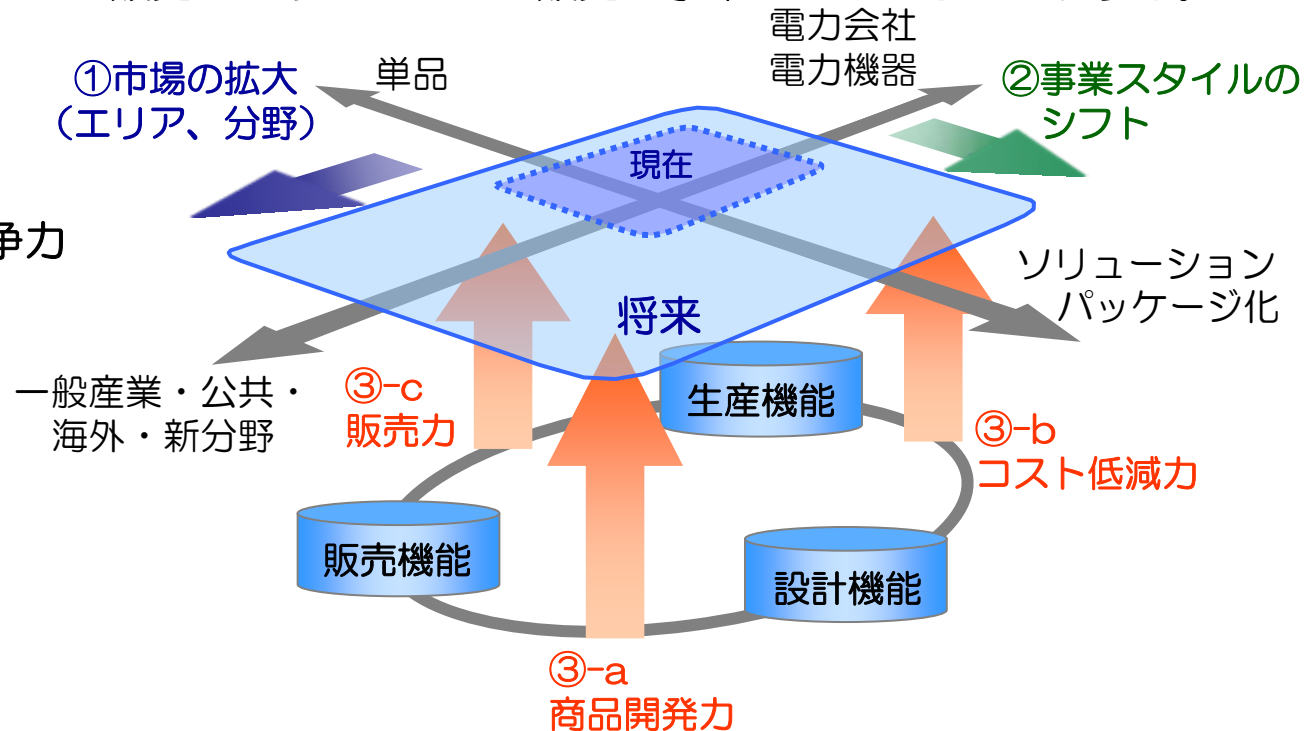 電力会社
電力機器
単品
①市場の拡大
（エリア、分野）
②事業スタイルの
シフト
現在
争力
ソリューション
パッケージ化
将来
一般産業・公共・
海外・新分野
③-c
販売力
生産機能
③-b
コスト低減力
販売機能
設計機能
③-a
商品開発力